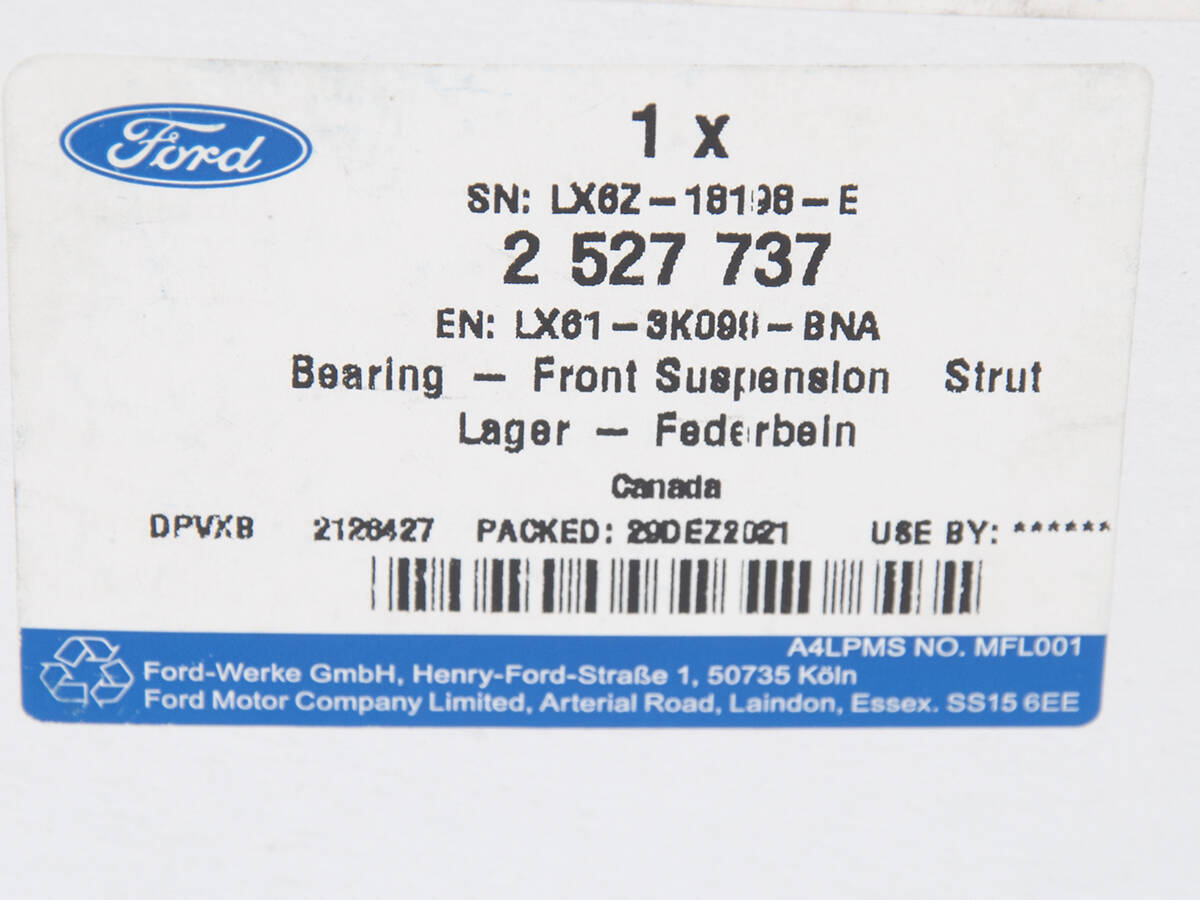 Ford
1 x
SN: LX6Z-18198-E
2 527 737
EN: LX61-3K090-BNA
Bearing - Front Suspension Strut
Lager - Federbein
Canada
DPVXB 2126427 PACKED: 29DEZ2021 USE BY: ******
A4LPMS NO. MFL001
Ford-Werke GmbH, Henry-Ford-Straße 1, 50735 Köln
Ford Motor Company Limited, Arterial Road, Laindon, Essex. SS15 6EE